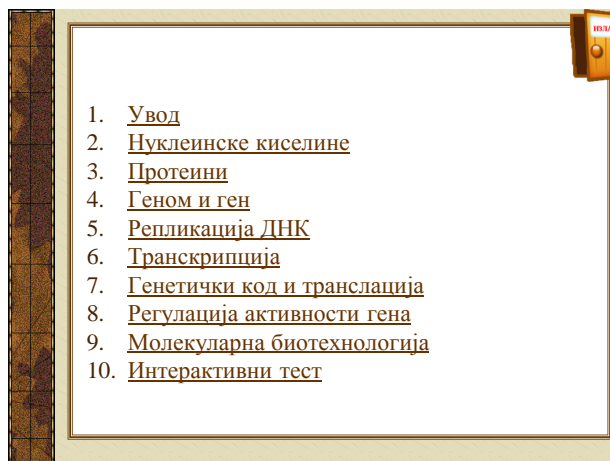 1. Увод
2. Нуклеинске киселине
3. Протеини
4. Геном и ген
5. Репликација ДНК
6. Транскрипција
7. Генетички код и транслација
8. Регулација активности гена
9. Молекуларна биотехнологија
10. Интерактивни тест